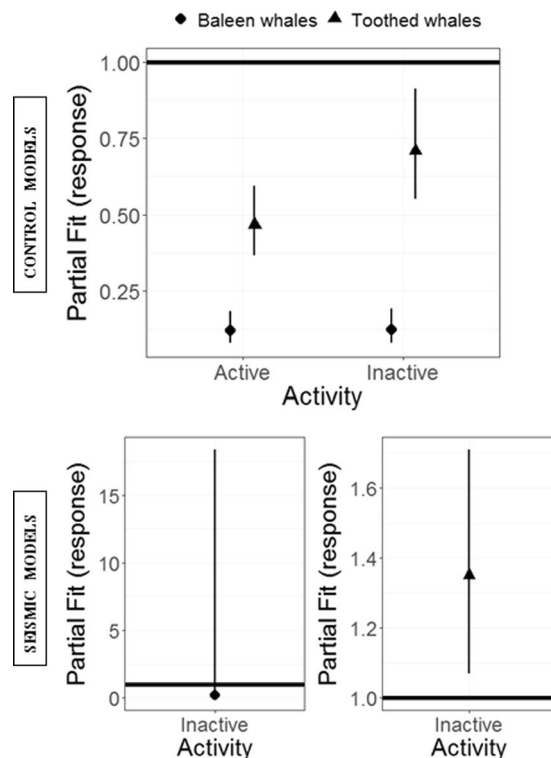 Baleen whales Toothed whales
CONTROL MODELS
Partial Fit (response)
1.00
0.75
0.50
0.25
Active Inactive
Activity
SEISMIC MODELS
Partial Fit (response)
15
10
5
0
Inactive
Activity
Partial Fit (response)
1.6
1.4
1.2
1.0
Inactive
Activity